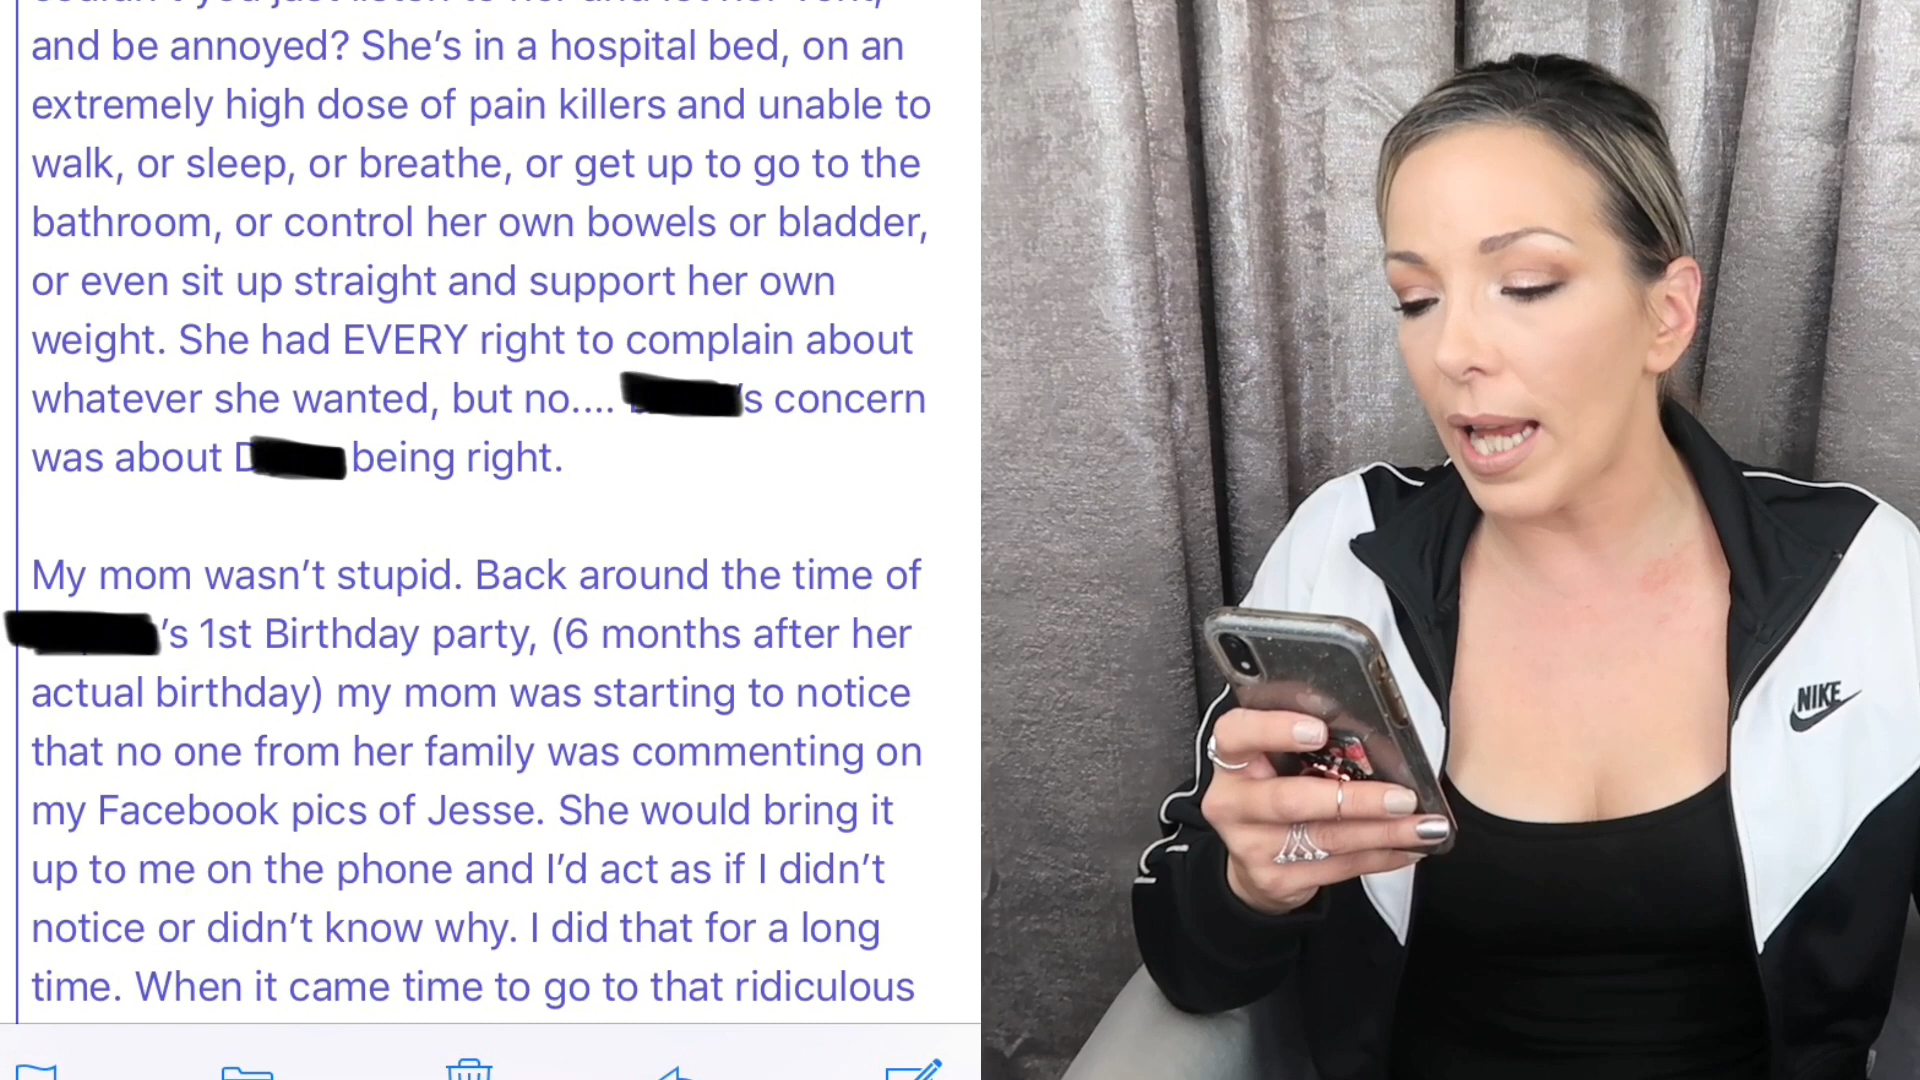 and be annoyed? She's in a hospital bed, on an
extremely high dose of pain killers and unable to
walk, or sleep, or breathe, or get up to go to the
bathroom, or control her own bowels or bladder,
or even sit up straight and support her own
weight. She had EVERY right to complain about
whatever she wanted, but no.... 's concern
was about D being right.
My mom wasn't stupid. Back around the time of
's 1st Birthday party, (6 months after her
actual birthday) my mom was starting to notice
that no one from her family was commenting on
my Facebook pics of Jesse. She would bring it
up to me on the phone and I'd act as if I didn't
notice or didn't know why. I did that for a long
time. When it came time to go to that ridiculous
NIKE